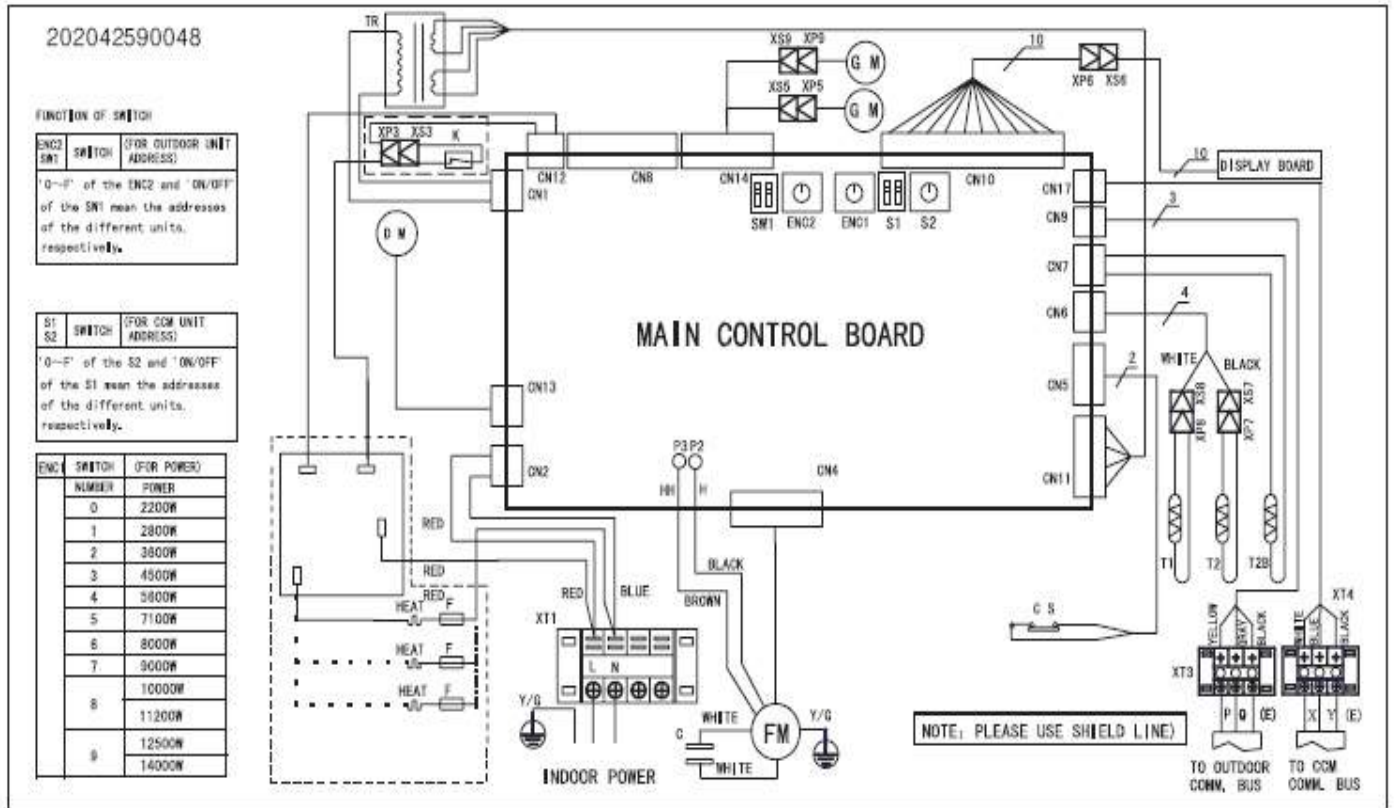 202042590048
FUNCTION OF SWITCH
ENC2 SW1 SWITCH (FOR OUTDOOR UNIT ADDRESS)
'0~F' of the ENC2 and 'ON/OFF'
of the SW1 mean the addresses
of the different units,
respectively.
S1 S2 SWITCH (FOR CCM UNIT ADDRESS)
'0~F' of the S2 and 'ON/OFF'
of the S1 mean the addresses
of the different units,
respectively.
ENC1 SWITCH (FOR POWER)
NUMBER POWER
0 2200W
1 2800W
2 3600W
3 4500W
4 5600W
5 7100W
6 8000W
7 9000W
8 10000W
11200W
9 12500W
14000W
TR
XP3 XS3 K
XS9 XP9
G M
XS5 XP5
G M
10
XP6 XS6
10
DISPLAY BOARD
CN12
CN8
CN14
CN10
CN1
CN17
CN9
3
SW1
ENC2
ENC1
S1
S2
D M
CN7
CN6
4
MAIN CONTROL BOARD
WHITE
BLACK
CN5
2
XS8
XP8
XS7
XP7
CN13
CN2
P3 P2
HH
H
CN4
CN11
RED
RED
RED
BLACK
BROWN
RED
BLUE
T1
T2
T2B
HEAT F
HEAT F
HEAT F
XT1
L N
C S
XT4
YELLOW
GRAY
BLACK
WHITE
BLUE
BLACK
XT3
P Q (E)
X Y (E)
Y/G
C
WHITE
WHITE
FM
Y/G
NOTE: PLEASE USE SHIELD LINE)
INDOOR POWER
TO OUTDOOR
COMM. BUS
TO CCM
COMM. BUS